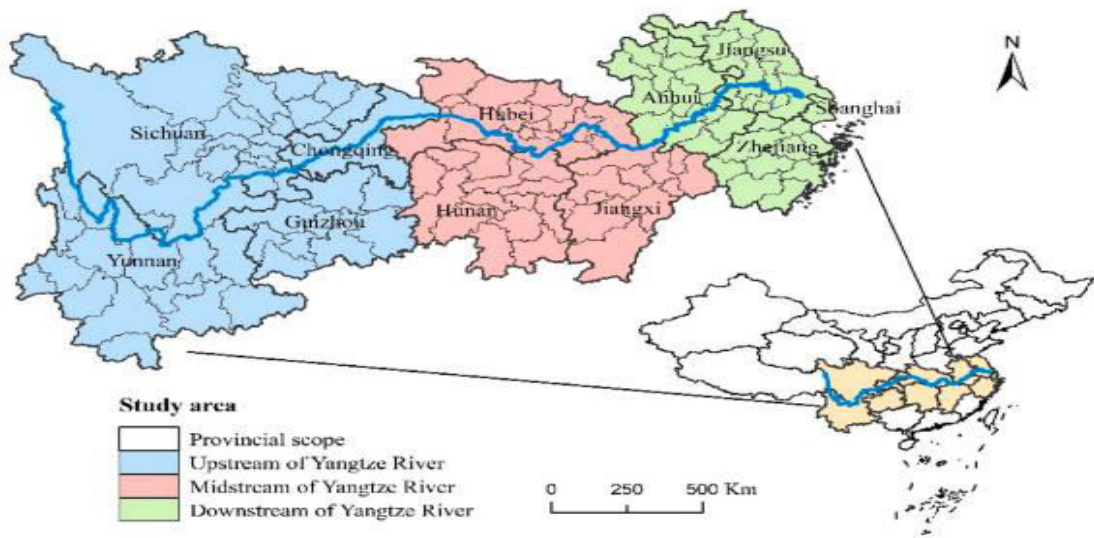 Jiangsu
N
Anhui
Shanghai
Hubei
Sichuan
Chongqing
Zhejiang
Hunan
Jiangxi
Guizhou
Yunnan
Study area
Provincial scope
Upstream of Yangtze River
Midstream of Yangtze River
Downstream of Yangtze River
0 250 500 Km